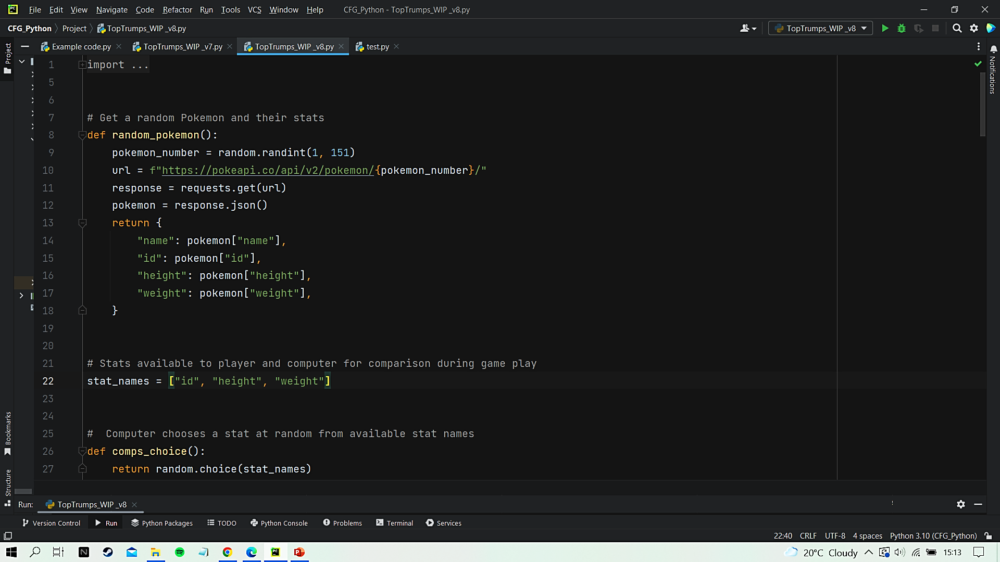 PC File Edit View Navigate Code Refactor Run Tools VCS Window Help CFG_Python - TopTrumps_WIP _v8.py
CFG_Python Project TopTrumps_WIP _v8.py TopTrumps_WIP _v8
Project Example code.py TopTrumps_WIP _v7.py TopTrumps_WIP _v8.py test.py
Notifications
1 import ...
5
6
7 # Get a random Pokemon and their stats
8 def random_pokemon():
9 pokemon_number = random.randint(1, 151)
10 url = f"https://pokeapi.co/api/v2/pokemon/{pokemon_number}/"
11 response = requests.get(url)
12 pokemon = response.json()
13 return {
14 "name": pokemon["name"],
15 "id": pokemon["id"],
16 "height": pokemon["height"],
17 "weight": pokemon["weight"],
18 }
19
20
21 # Stats available to player and computer for comparison during game play
22 stat_names = ["id", "height", "weight"]
23
24
25 #  Computer chooses a stat at random from available stat names
26 def comps_choice():
27 return random.choice(stat_names)
Bookmarks
Structure
Run: TopTrumps_WIP _v8
Version Control Run Python Packages TODO Python Console Problems Terminal Services
22:40 CRLF UTF-8 4 spaces Python 3.10 (CFG_Python)
20°C Cloudy 15:13